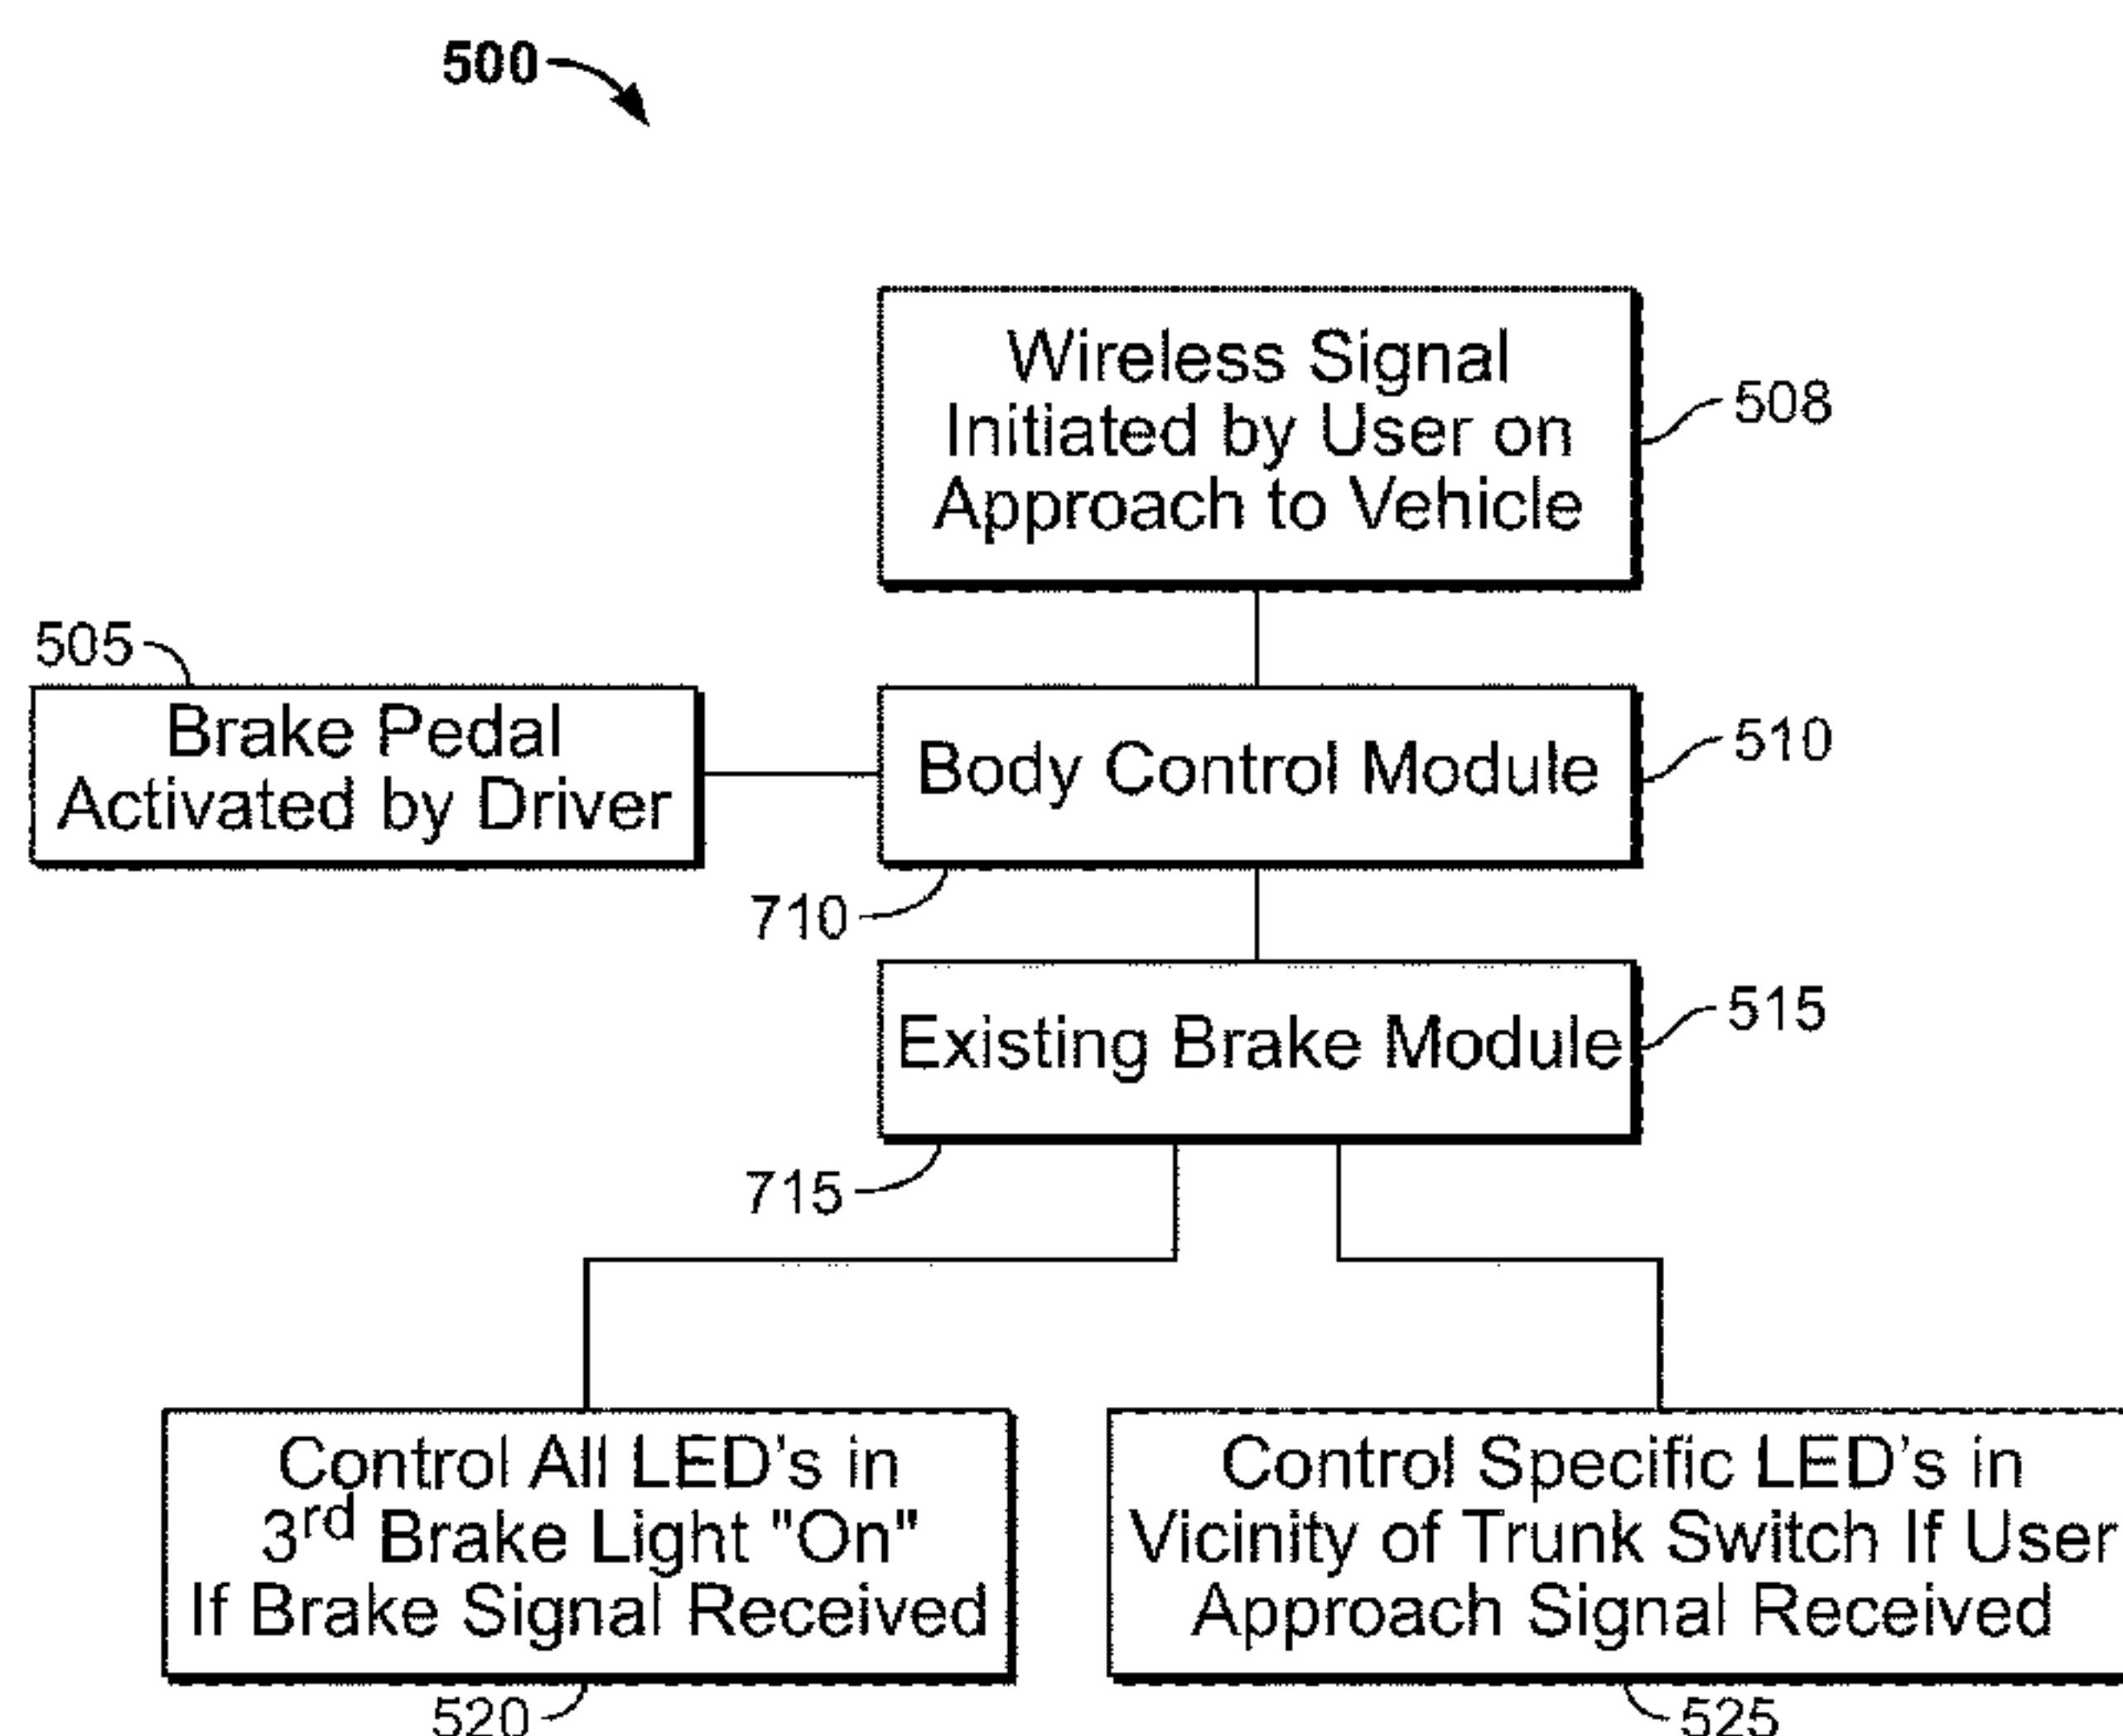 500
Wireless Signal
Initiated by User on
Approach to Vehicle
508
505
Brake Pedal
Activated by Driver
Body Control Module
510
710
Existing Brake Module
515
715
Control All LED's in
3rd Brake Light "On"
If Brake Signal Received
520
Control Specific LED's in
Vicinity of Trunk Switch If User
Approach Signal Received
525